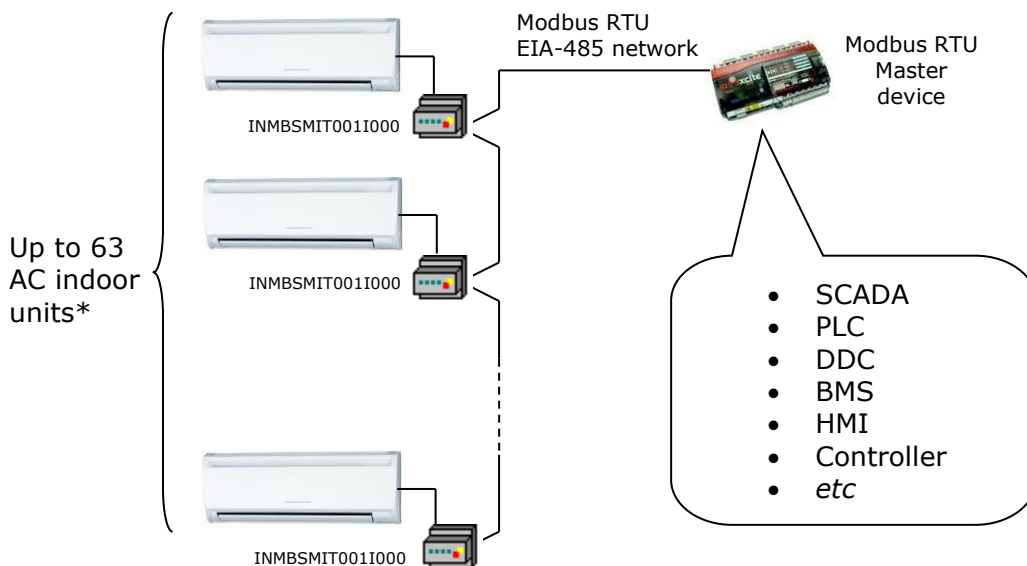 Modbus RTU
EIA-485 network
Modbus RTU
Master
device
INMBSMIT001I000
INMBSMIT001I000
Up to 63
AC indoor
units*
• SCADA
• PLC
• DDC
• BMS
• HMI
• Controller
• etc
INMBSMIT001I000